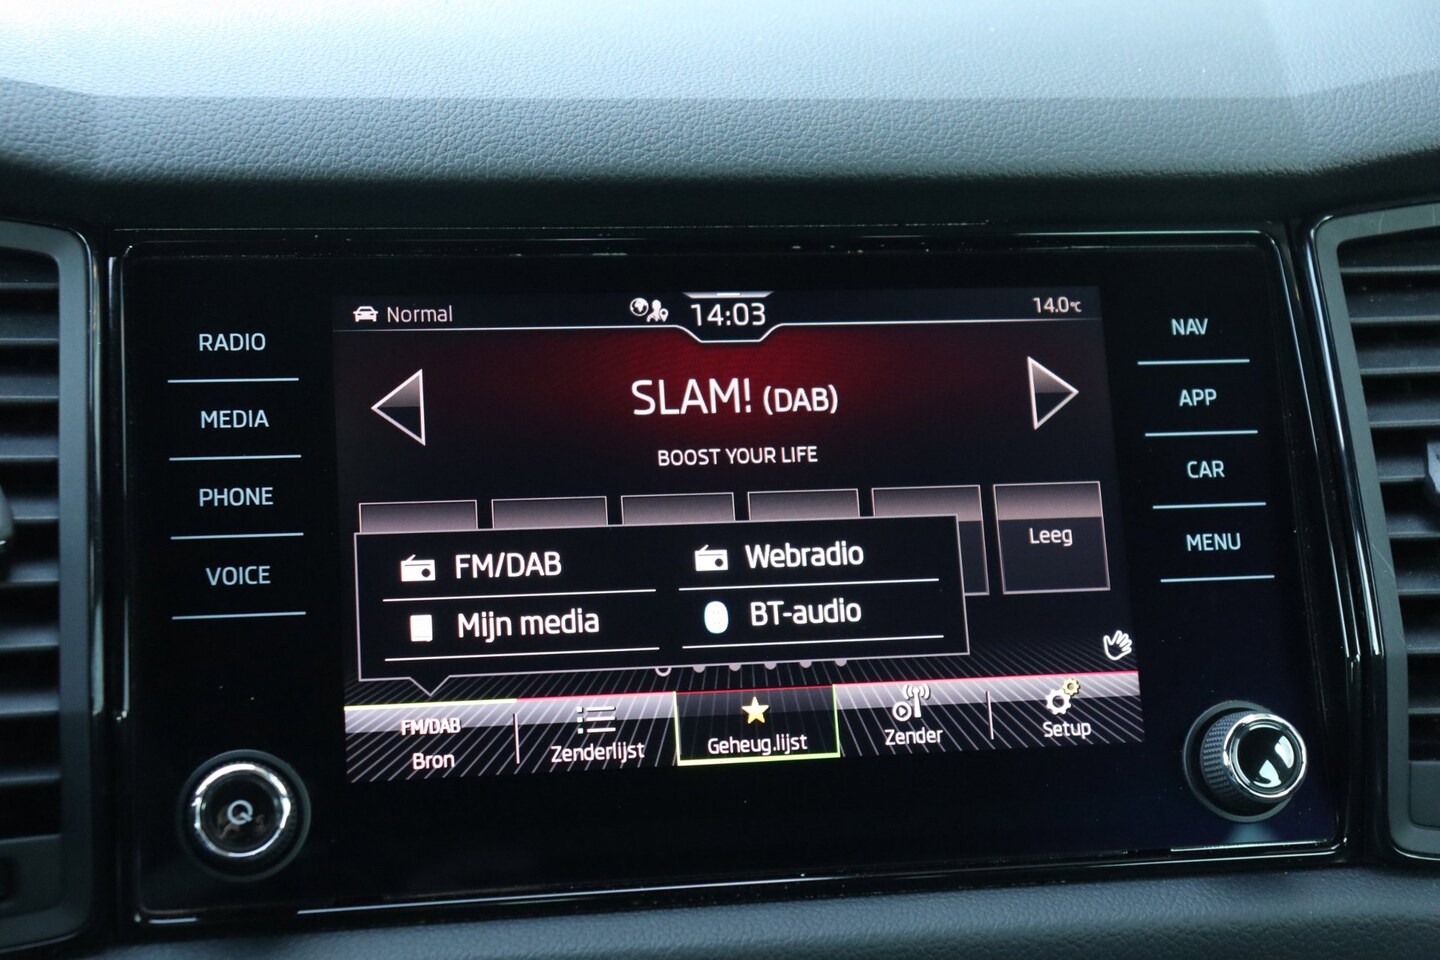 Normal
14:03
14.0°C
RADIO
MEDIA
PHONE
VOICE
NAV
APP
CAR
MENU
SLAM! (DAB)
BOOST YOUR LIFE
Leeg
FM/DAB
Webradio
Mijn media
BT-audio
FM/DAB
Bron
Zenderlijst
Geheug.lijst
Zender
Setup